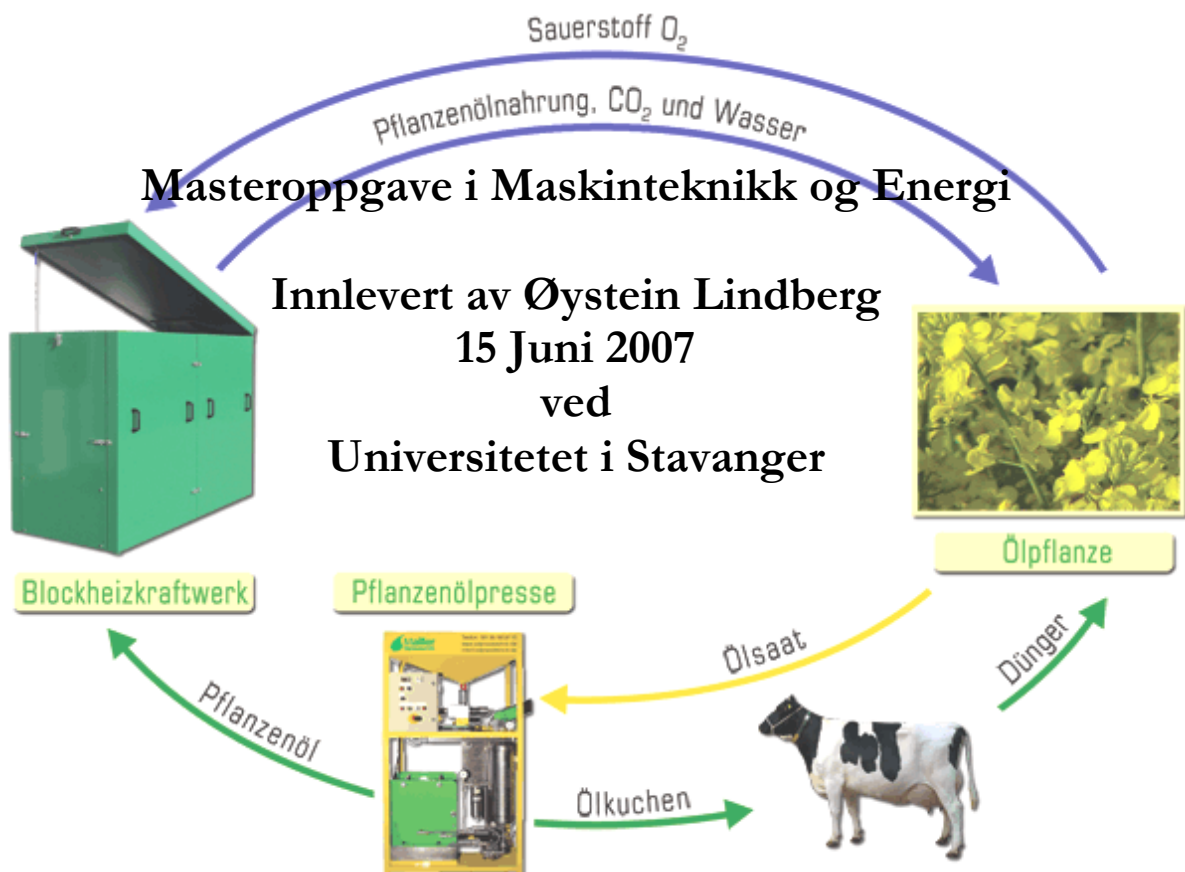 Sauerstoff O₂
Pflanzenölnahrung, CO₂ und Wasser
Masteroppgave i Maskinteknikk og Energi
Innlevert av Øystein Lindberg
15 Juni 2007
ved
Universitetet i Stavanger
Ölpflanze
Blockheizkraftwerk
Pflanzenölpresse
Ölsaat
Dünger
Pflanzenöl
Ölkuchen